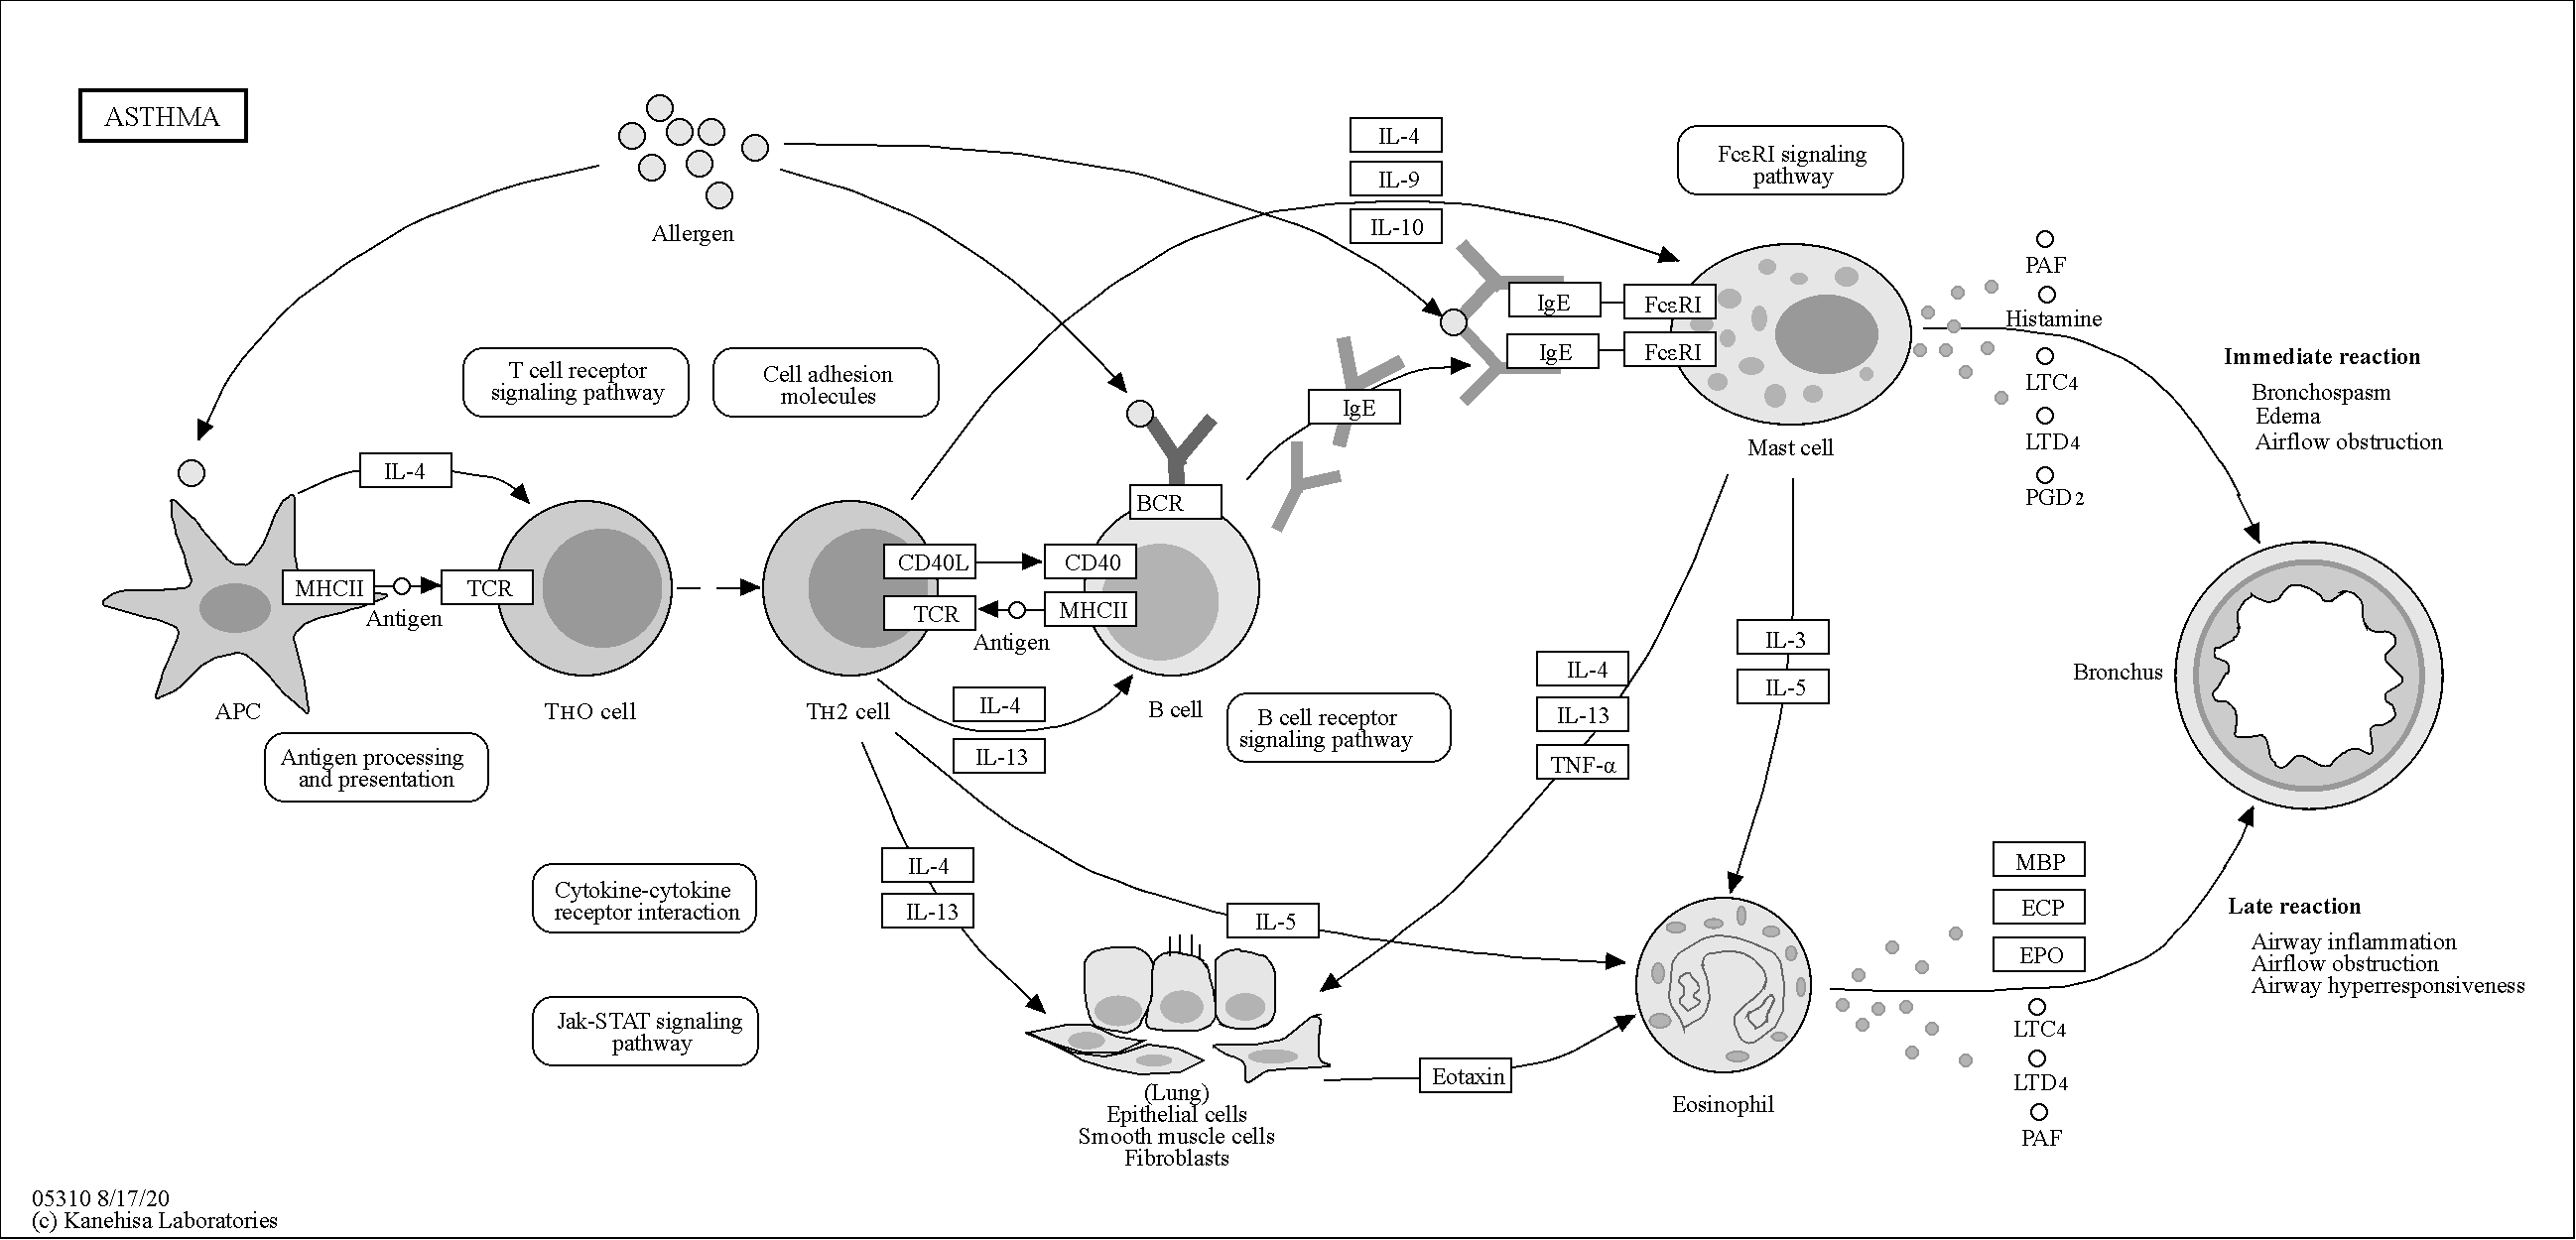 ASTHMA
Allergen
IL-4
IL-9
IL-10
FcεRI signaling
pathway
PAF
Histamine
LTC4
LTD4
PGD2
IgE
FcεRI
IgE
FcεRI
IgE
Mast cell
Immediate reaction
Bronchospasm
Edema
Airflow obstruction
T cell receptor
signaling pathway
Cell adhesion
molecules
IL-4
BCR
MHCII
Antigen
TCR
CD40L
CD40
TCR
Antigen
MHCII
APC
TH0 cell
TH2 cell
B cell
IL-4
IL-13
B cell receptor
signaling pathway
Antigen processing
and presentation
IL-4
IL-13
TNF-α
IL-3
IL-5
Bronchus
Cytokine-cytokine
receptor interaction
Jak-STAT signaling
pathway
IL-4
IL-13
IL-5
(Lung)
Epithelial cells
Smooth muscle cells
Fibroblasts
Eotaxin
Eosinophil
MBP
ECP
EPO
LTC4
LTD4
PAF
Late reaction
Airway inflammation
Airflow obstruction
Airway hyperresponsiveness
05310 8/17/20
(c) Kanehisa Laboratories